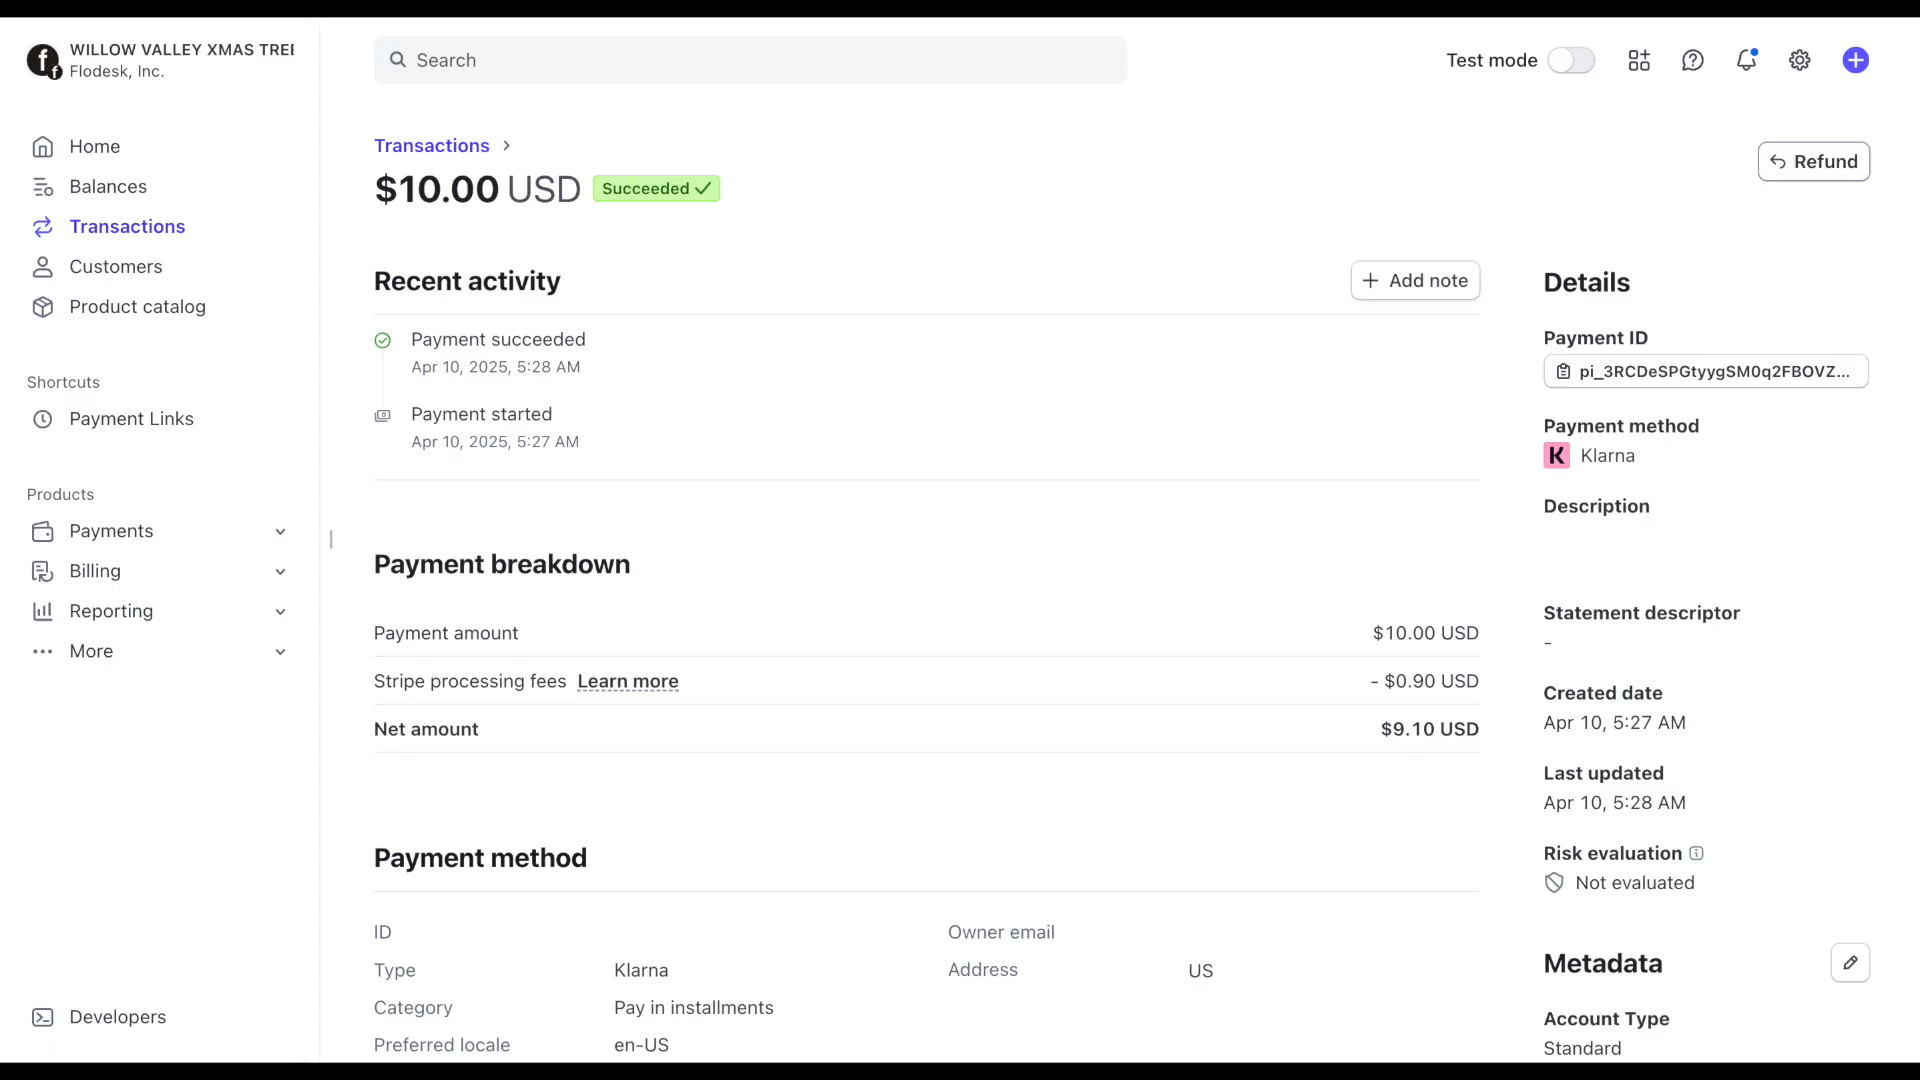 WILLOW VALLEY XMAS TREE
Flodesk, Inc.
Search
Test mode
Home
Balances
Transactions
Customers
Product catalog
Shortcuts
Payment Links
Products
Payments
Billing
Reporting
More
Developers
Transactions
$10.00 USD Succeeded
Refund
Recent activity
Add note
Payment succeeded
Apr 10, 2025, 5:28 AM
Payment started
Apr 10, 2025, 5:27 AM
Payment breakdown
Payment amount $10.00 USD
Stripe processing fees Learn more - $0.90 USD
Net amount $9.10 USD
Payment method
ID
Type Klarna
Category Pay in installments
Preferred locale en-US
Owner email
Address US
Details
Payment ID
pi_3RCDeSPGtyygSM0q2FBOVZ...
Payment method
K Klarna
Description
Statement descriptor
-
Created date
Apr 10, 5:27 AM
Last updated
Apr 10, 5:28 AM
Risk evaluation
Not evaluated
Metadata
Account Type
Standard